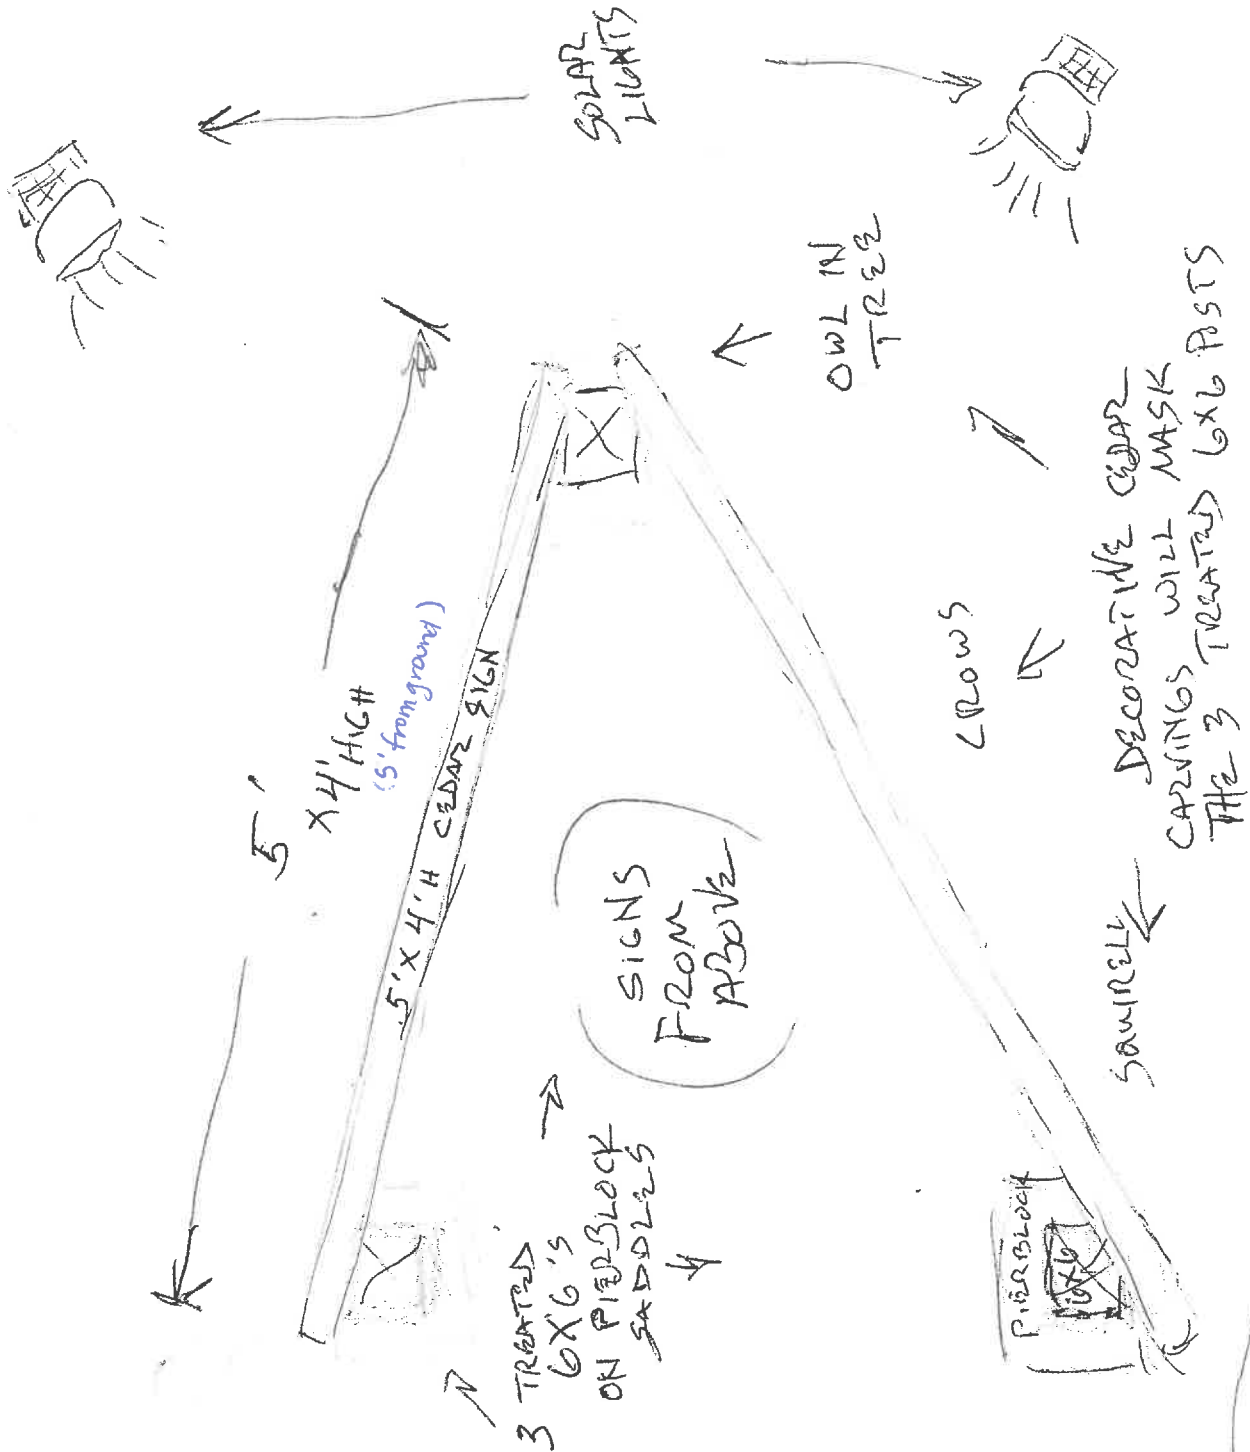 5'
X 4' HIGH
(5' from ground)
5' X 4' H CEDAR SIGN
SOLAR
LIGHTS
SIGNS
FROM
ABOVE
3 TREATED
6X6'S
ON PIERBLOCK
SADDLES
OWL IN
TREE
CROWS
PIERBLOCK
6X6
SQUIRELL
DECORATIVE CEDAR
CARVINGS WILL MASK
THE 3 TREATED 6X6 POSTS